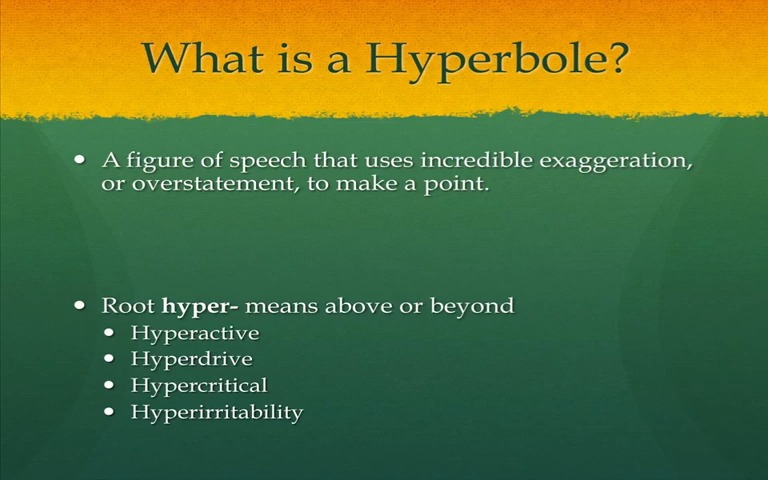 What is a Hyperbole?
• A figure of speech that uses incredible exaggeration,
or overstatement, to make a point.
• Root hyper- means above or beyond
• Hyperactive
• Hyperdrive
• Hypercritical
• Hyperirritability